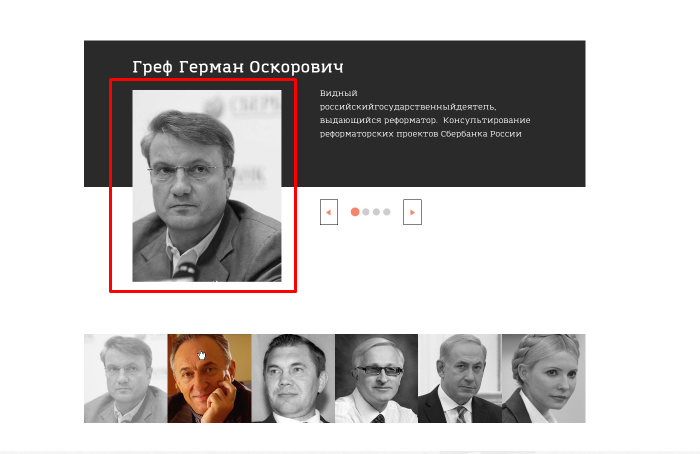 Греф Герман Оскорович
Видный
российскийгосударственныйдеятель,
выдающийся реформатор. Консультирование
реформаторских проектов Сбербанка России